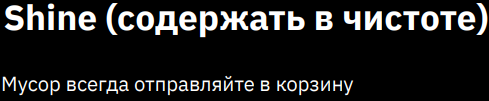 Shine (содержать в чистоте)
Мусор всегда отправляйте в корзину